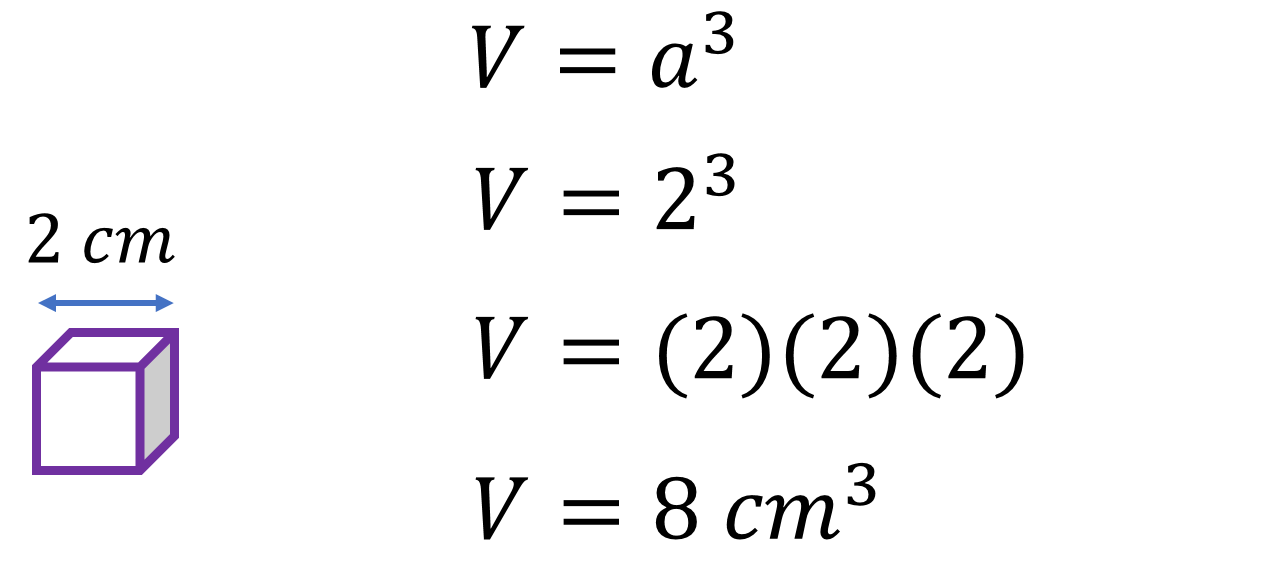 V = a³
V = 2³
2 cm
V = (2)(2)(2)
V = 8 cm³